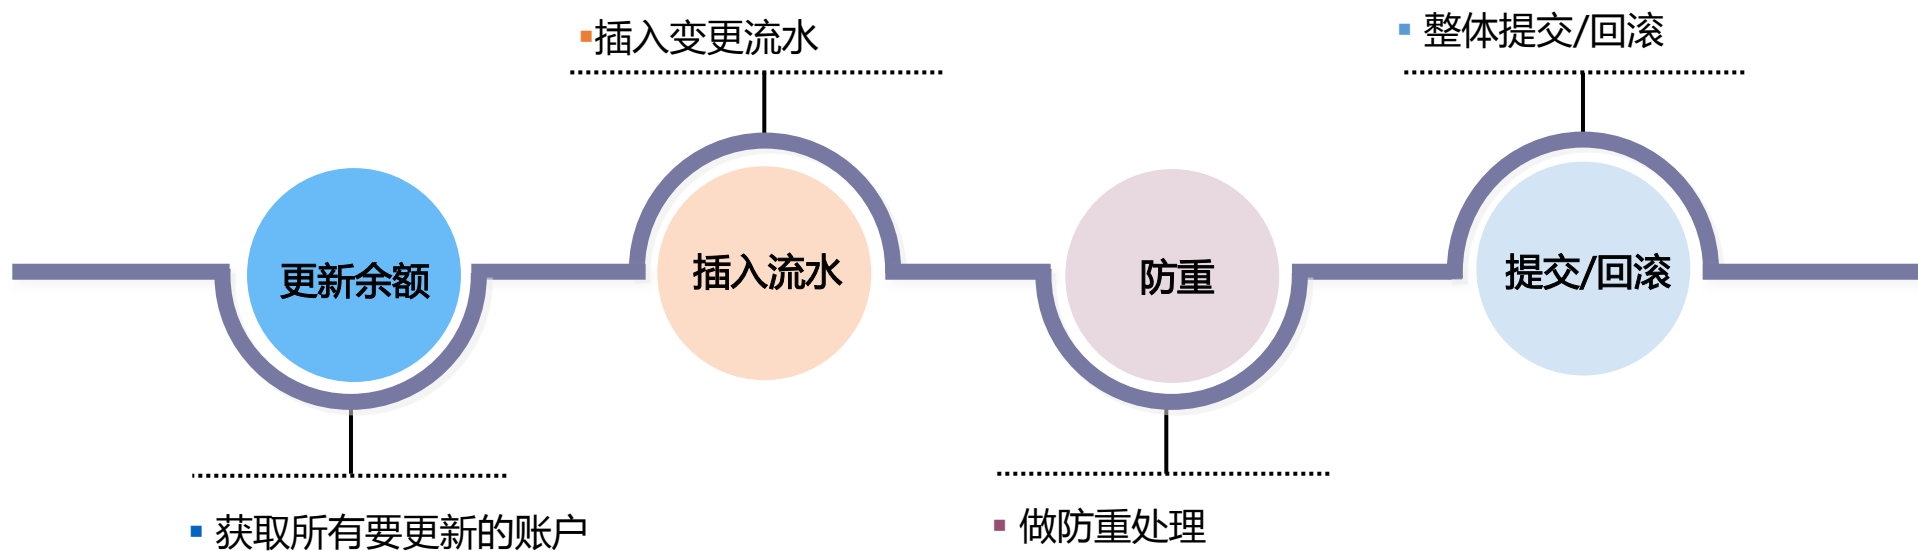 插入变更流水
整体提交/回滚
更新余额
插入流水
防重
提交/回滚
获取所有要更新的账户
做防重处理